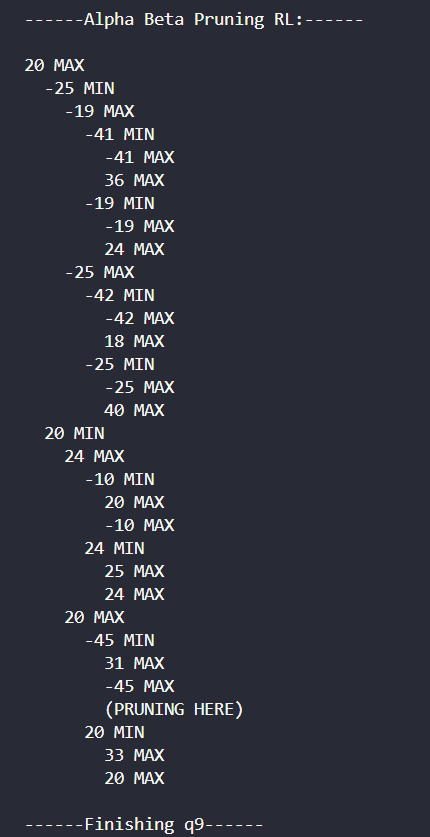 ------Alpha Beta Pruning RL:------
20 MAX
-25 MIN
-19 MAX
-41 MIN
-41 MAX
36 MAX
-19 MIN
-19 MAX
24 MAX
-25 MAX
-42 MIN
-42 MAX
18 MAX
-25 MIN
-25 MAX
40 MAX
20 MIN
24 MAX
-10 MIN
20 MAX
-10 MAX
24 MIN
25 MAX
24 MAX
20 MAX
-45 MIN
31 MAX
-45 MAX
(PRUNING HERE)
20 MIN
33 MAX
20 MAX
------Finishing q9------